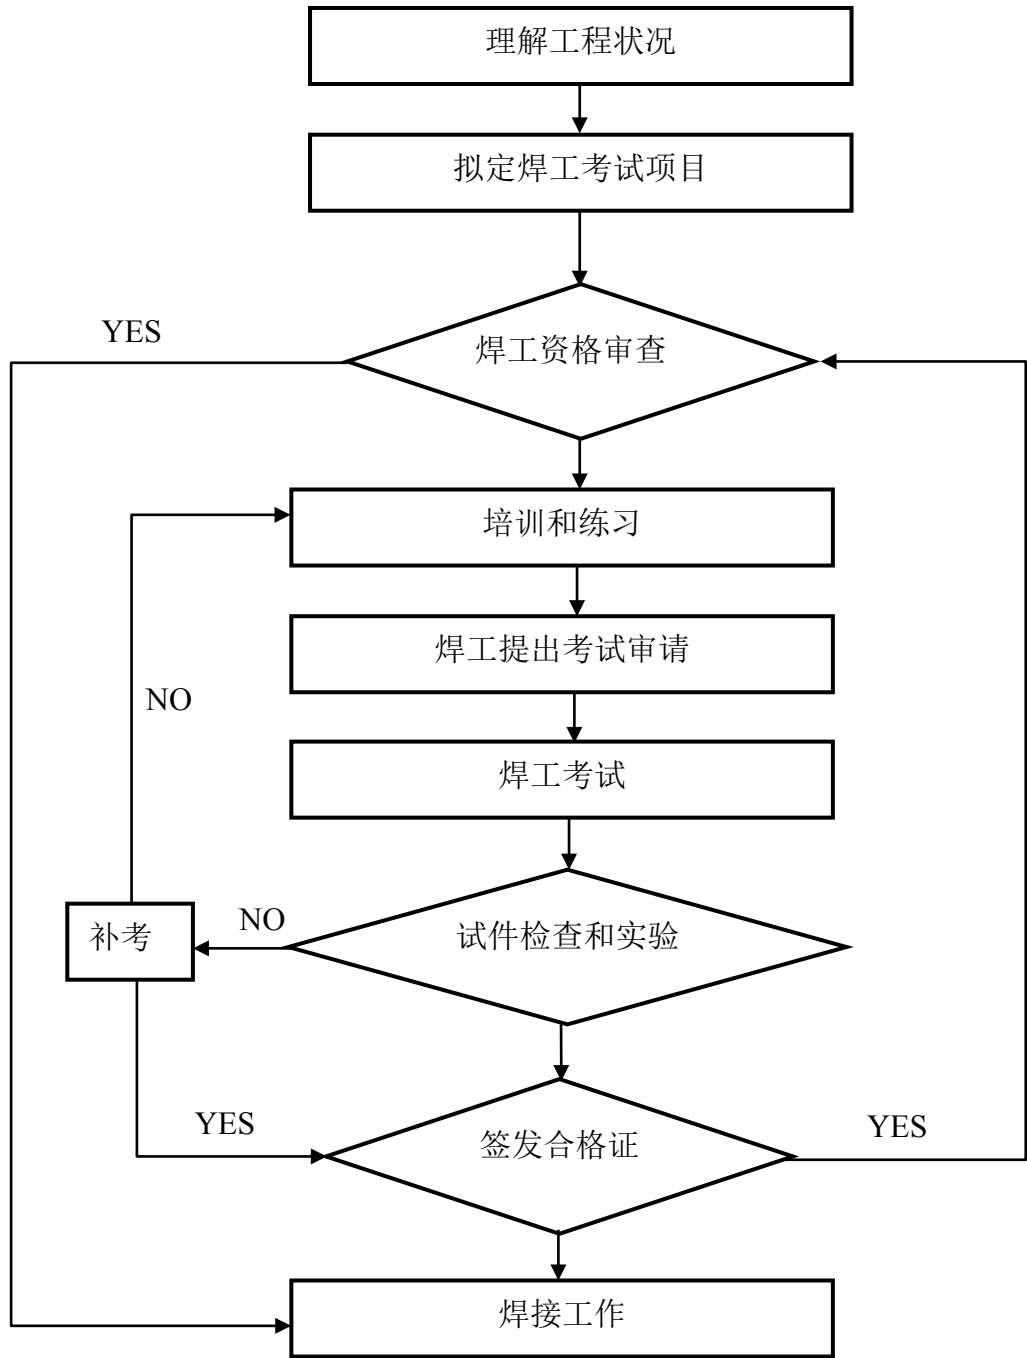 理解工程状况
拟定焊工考试项目
YES
焊工资格审查
培训和练习
焊工提出考试审请
NO
焊工考试
补考
NO
试件检查和实验
YES
签发合格证
YES
焊接工作